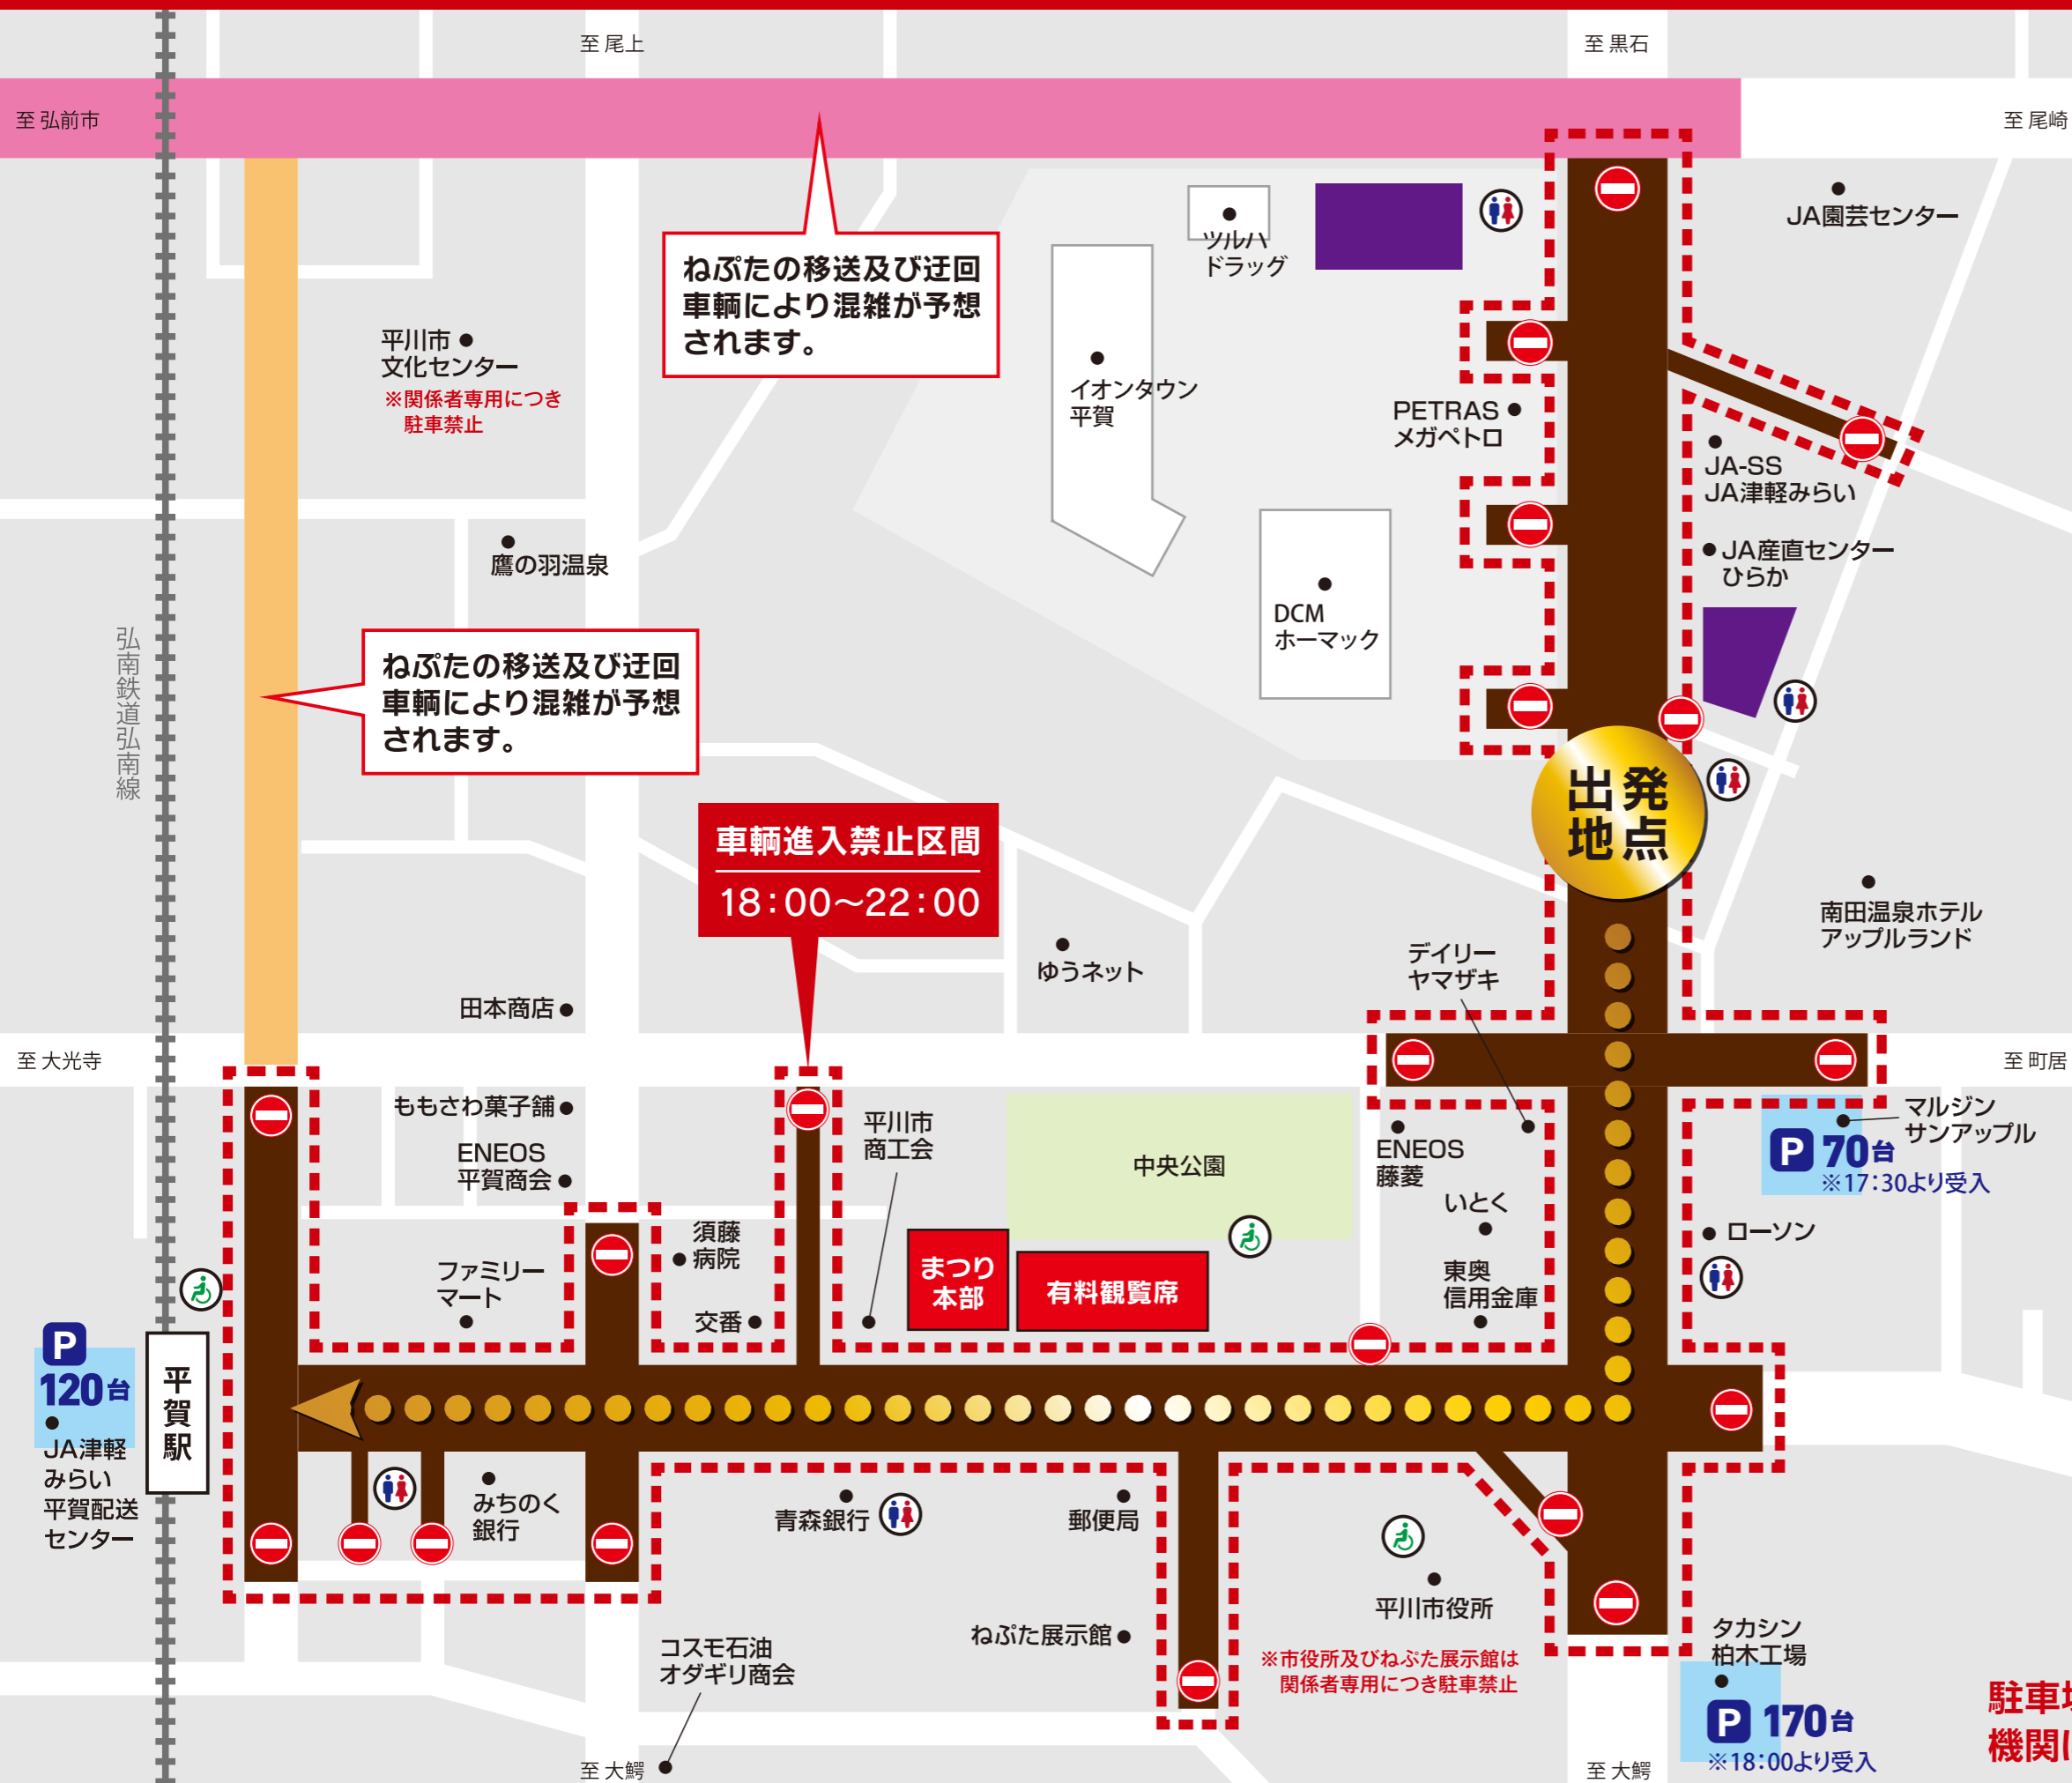 至 尾上
至 黒石
至 弘前市
至 尾崎
JA園芸センター
ツルハ
ドラッグ
ねぷたの移送及び迂回
車輌により混雑が予想
されます。
平川市
文化センター
※関係者専用につき
駐車禁止
イオンタウン
平賀
PETRAS
メガペトロ
JA-SS
JA津軽みらい
鷹の羽温泉
JA産直センター
ひらか
DCM
ホーマック
弘南鉄道弘南線
ねぷたの移送及び迂回
車輌により混雑が予想
されます。
出発
地点
車輌進入禁止区間
18:00～22:00
南田温泉ホテル
アップルランド
ゆうネット
デイリー
ヤマザキ
田本商店
至 大光寺
至 町居
ももさわ菓子舗
ENEOS
平賀商会
平川市
商工会
中央公園
ENEOS
藤菱
マルジン
サンアップル
P 70台
※17:30より受入
いとく
ローソン
須藤
病院
ファミリー
マート
交番
まつり
本部
有料観覧席
東奥
信用金庫
P
120台
JA津軽
みらい
平賀配送
センター
平賀駅
みちのく
銀行
青森銀行
郵便局
平川市役所
ねぷた展示館
※市役所及びねぷた展示館は
関係者専用につき駐車禁止
コスモ石油
オダギリ商会
タカシン
柏木工場
P 170台
※18:00より受入
至 大鰐
至 大鰐
駐車場
機関に